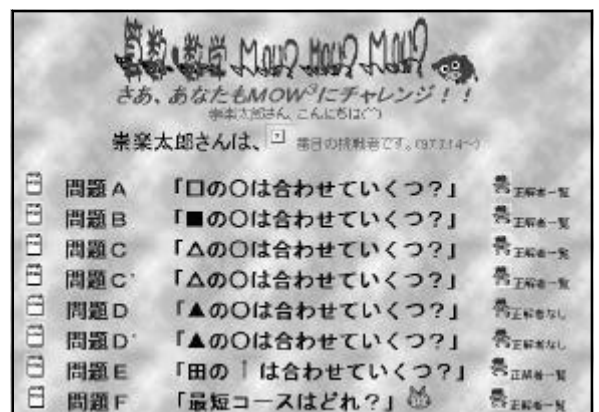 算数・数学 MOW? MOW? MOW?
さあ、あなたもMOW³にチャレンジ！！
崇楽太郎さん、こんにちは(^^)
崇楽太郎さんは、 番目の挑戦者です。(97.3.14〜)
問題A 「□の○は合わせていくつ？」 正解者一覧
問題B 「■の○は合わせていくつ？」 正解者一覧
問題C 「△の○は合わせていくつ？」 正解者一覧
問題C' 「△の○は合わせていくつ？」 正解者一覧
問題D 「▲の○は合わせていくつ？」 正解者なし
問題D' 「▲の○は合わせていくつ？」 正解者なし
問題E 「田の↑は合わせていくつ？」 正解者一覧
問題F 「最短コースはどれ？」 正解者一覧